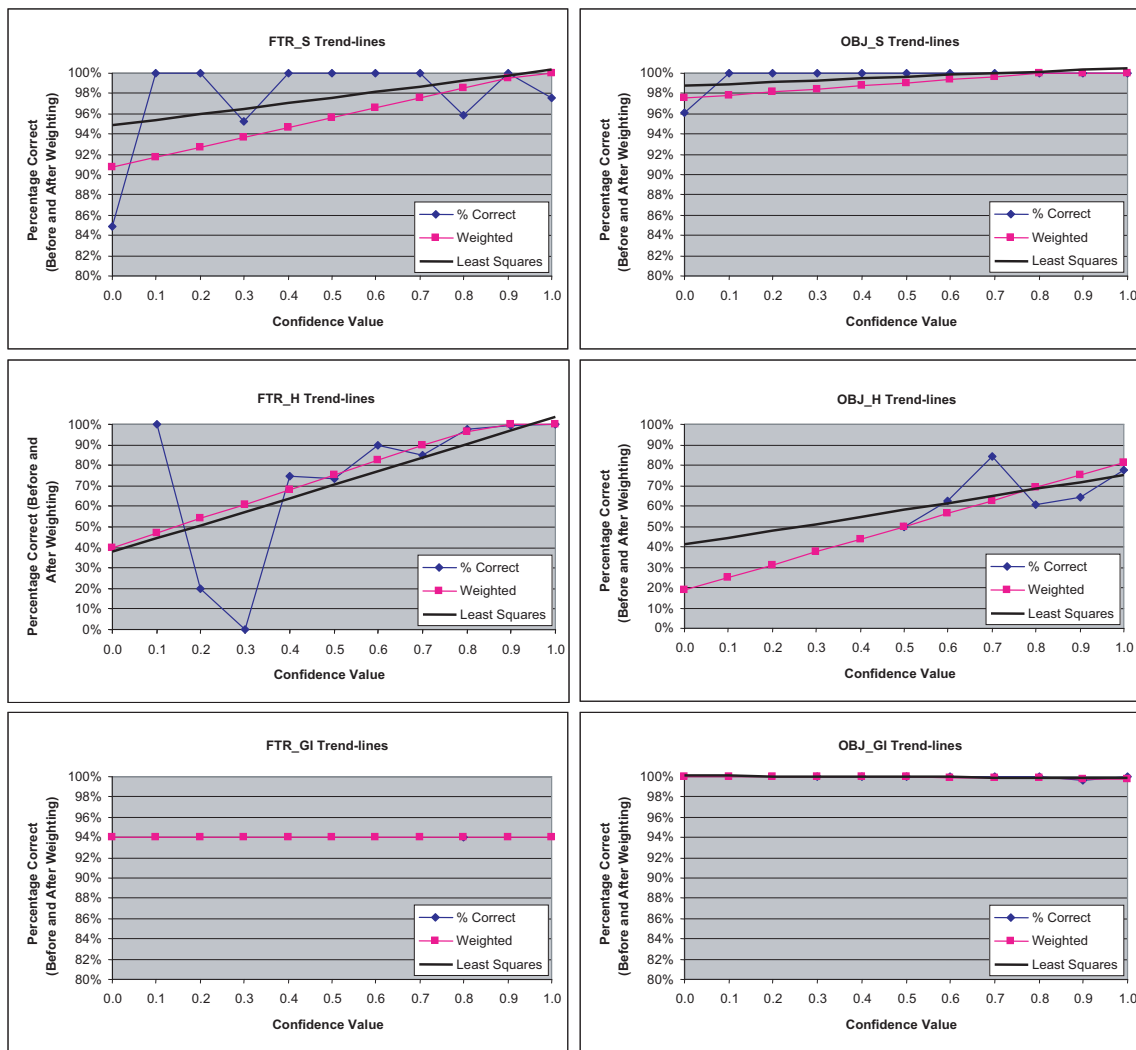 FTR_S Trend-lines
Percentage Correct
(Before and After Weighting)
100%
98%
96%
94%
92%
90%
88%
86%
84%
82%
80%
% Correct
Weighted
Least Squares
0.0 0.1 0.2 0.3 0.4 0.5 0.6 0.7 0.8 0.9 1.0
Confidence Value
OBJ_S Trend-lines
Percentage Correct
(Before and After Weighting)
100%
98%
96%
94%
92%
90%
88%
86%
84%
82%
80%
% Correct
Weighted
Least Squares
0.0 0.1 0.2 0.3 0.4 0.5 0.6 0.7 0.8 0.9 1.0
Confidence Value
FTR_H Trend-lines
Percentage Correct (Before and
After Weighting)
100%
90%
80%
70%
60%
50%
40%
30%
20%
10%
0%
% Correct
Weighted
Least Squares
0.0 0.1 0.2 0.3 0.4 0.5 0.6 0.7 0.8 0.9 1.0
Confidence Value
OBJ_H Trend-lines
Percentage Correct
(Before and After Weighting)
100%
90%
80%
70%
60%
50%
40%
30%
20%
10%
0%
% Correct
Weighted
Least Squares
0.0 0.1 0.2 0.3 0.4 0.5 0.6 0.7 0.8 0.9 1.0
Confidence Value
FTR_GI Trend-lines
Percentage Correct
(Before and After Weighting)
100%
98%
96%
94%
92%
90%
88%
86%
84%
82%
80%
% Correct
Weighted
Least Squares
0.0 0.1 0.2 0.3 0.4 0.5 0.6 0.7 0.8 0.9 1.0
Confidence Value
OBJ_GI Trend-lines
Percentage Correct
(Before and After Weighting)
100%
98%
96%
94%
92%
90%
88%
86%
84%
82%
80%
% Correct
Weighted
Least Squares
0.0 0.1 0.2 0.3 0.4 0.5 0.6 0.7 0.8 0.9 1.0
Confidence Value